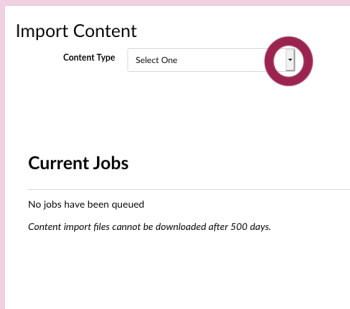 Import Content
Content Type Select One
Current Jobs
No jobs have been queued
Content import files cannot be downloaded after 500 days.